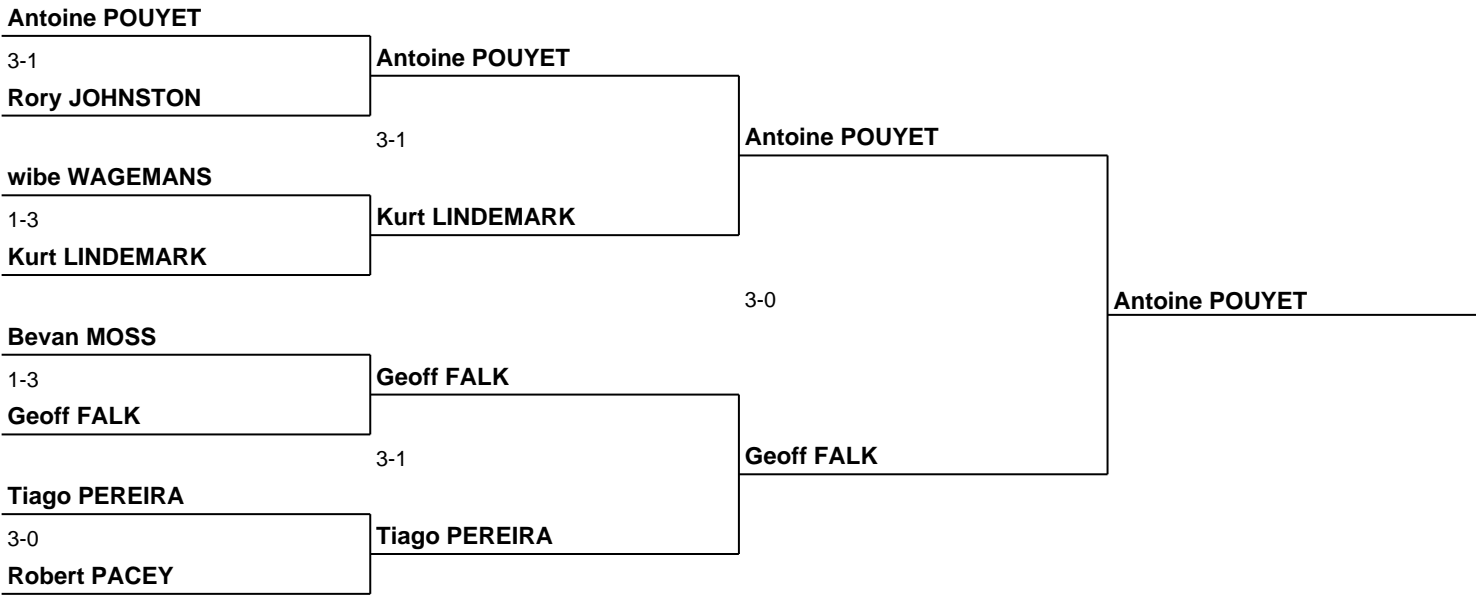 Antoine POUYET
3-1
Rory JOHNSTON
wibe WAGEMANS
1-3
Kurt LINDEMARK
Bevan MOSS
1-3
Geoff FALK
Tiago PEREIRA
3-0
Robert PACEY
Antoine POUYET
3-1
Kurt LINDEMARK
Geoff FALK
3-1
Tiago PEREIRA
Antoine POUYET
3-0
Geoff FALK
Antoine POUYET